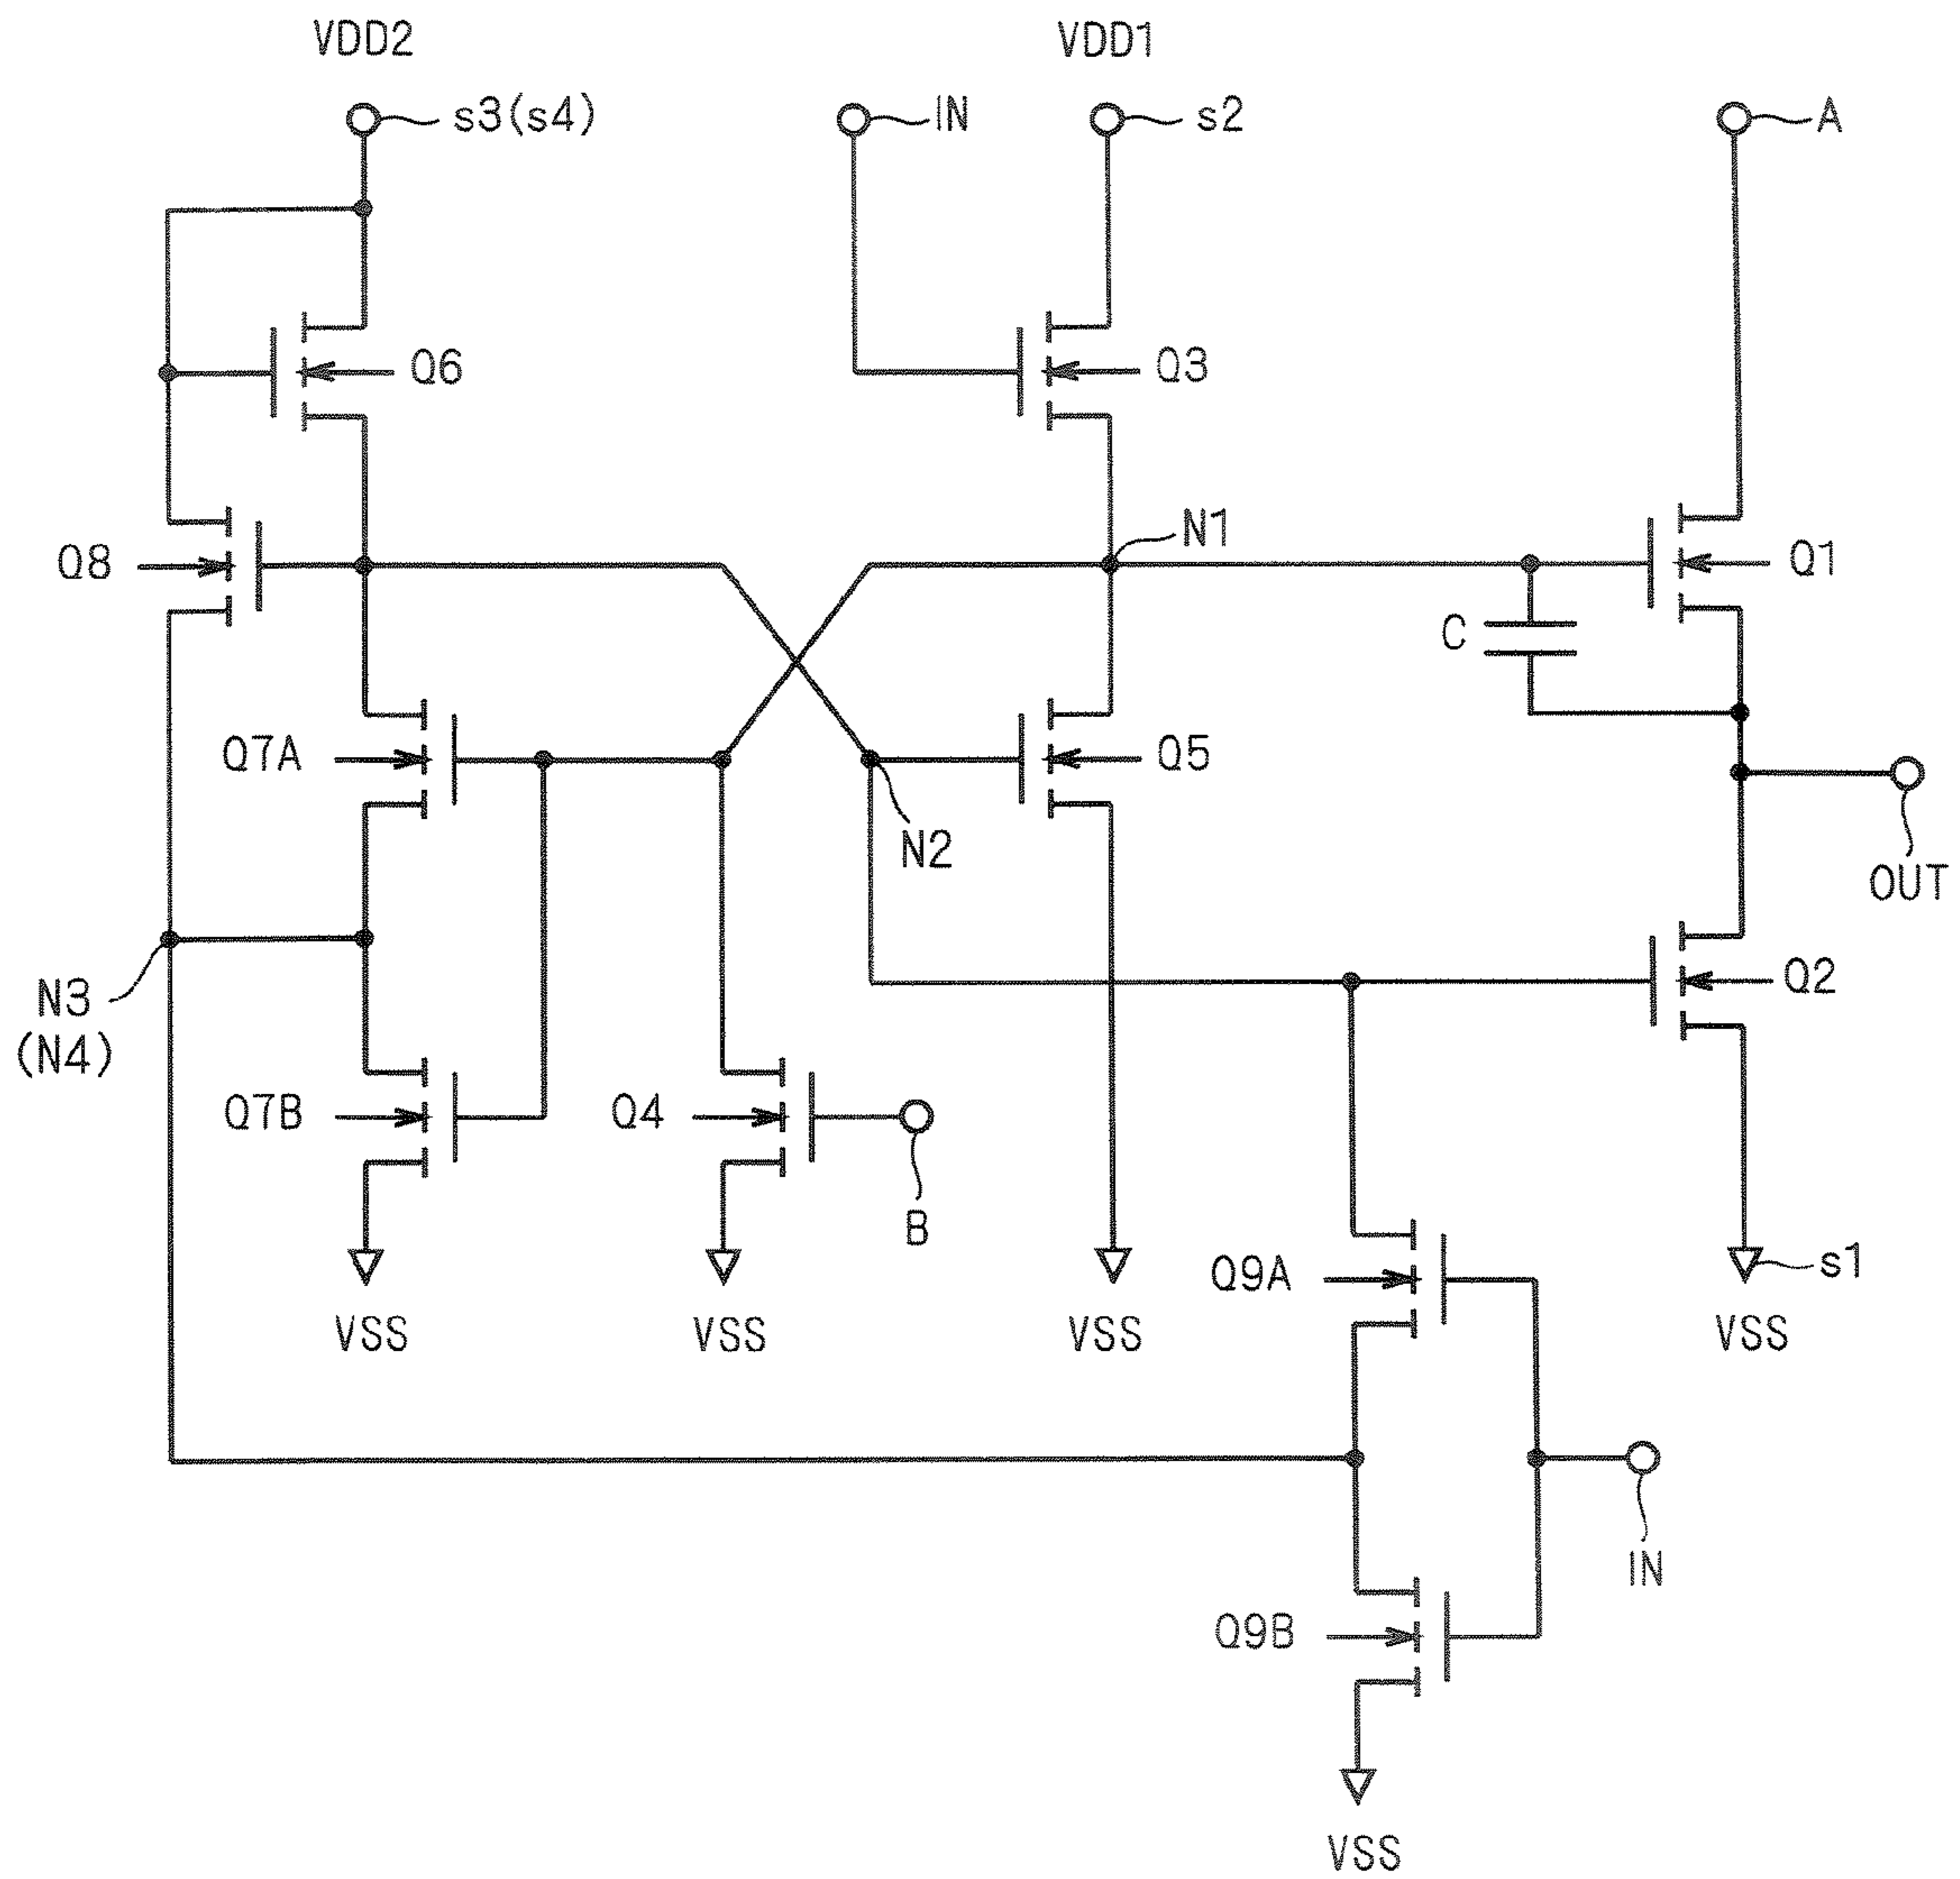 VDD2
VDD1
s3(s4)
IN
s2
A
Q6
Q3
N1
Q8
Q1
C
Q7A
Q5
N2
OUT
Q2
N3
(N4)
Q7B
Q4
B
Q9A
s1
VSS
VSS
VSS
VSS
IN
Q9B
VSS